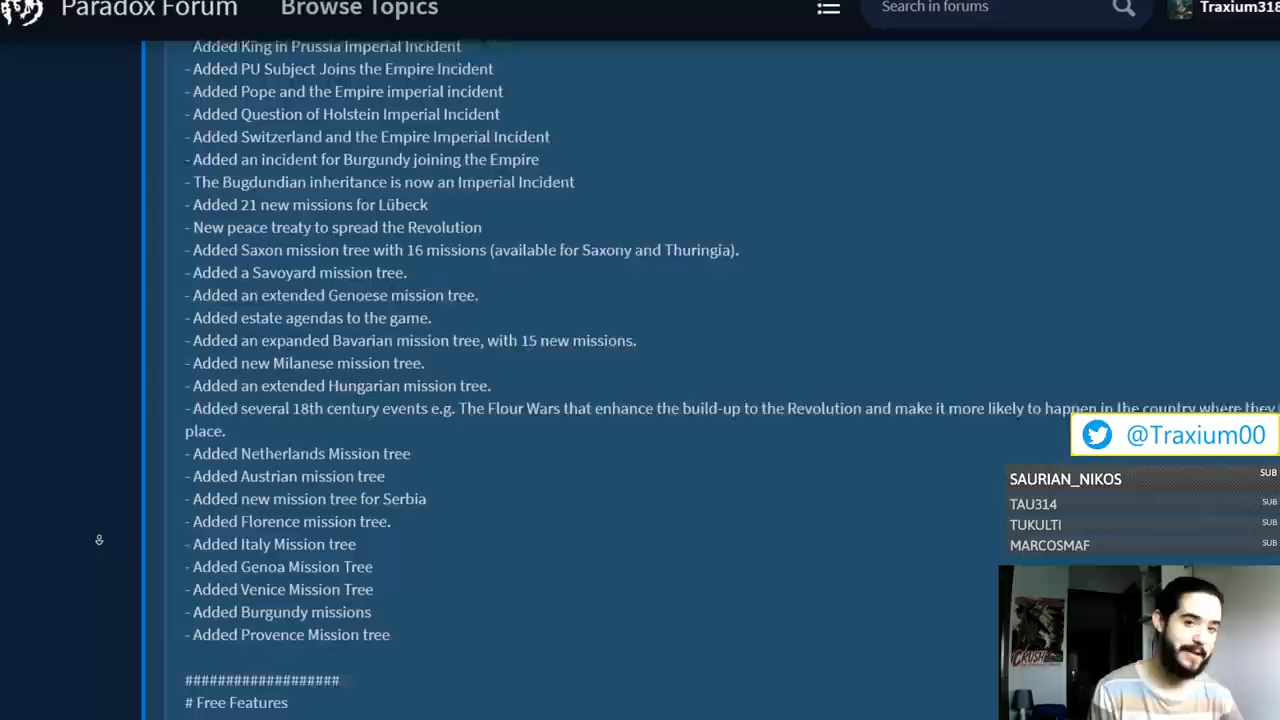 Paradox Forum
Browse Topics
Search in forums
Traxium318
Added King in Prussia Imperial Incident
- Added PU Subject Joins the Empire Incident
- Added Pope and the Empire imperial incident
- Added Question of Holstein Imperial Incident
- Added Switzerland and the Empire Imperial Incident
- Added an incident for Burgundy joining the Empire
- The Bugdundian inheritance is now an Imperial Incident
- Added 21 new missions for Lübeck
- New peace treaty to spread the Revolution
- Added Saxon mission tree with 16 missions (available for Saxony and Thuringia).
- Added a Savoyard mission tree.
- Added an extended Genoese mission tree.
- Added estate agendas to the game.
- Added an expanded Bavarian mission tree, with 15 new missions.
- Added new Milanese mission tree.
- Added an extended Hungarian mission tree.
- Added several 18th century events e.g. The Flour Wars that enhance the build-up to the Revolution and make it more likely to happen in the country where they
place.
- Added Netherlands Mission tree
- Added Austrian mission tree
- Added new mission tree for Serbia
- Added Florence mission tree.
- Added Italy Mission tree
- Added Genoa Mission Tree
- Added Venice Mission Tree
- Added Burgundy missions
- Added Provence Mission tree
###################
# Free Features
@Traxium00
SAURIAN_NIKOS SUB
TAU314 SUB
TUKULTI SUB
MARCOSMAF SUB
CRUSH